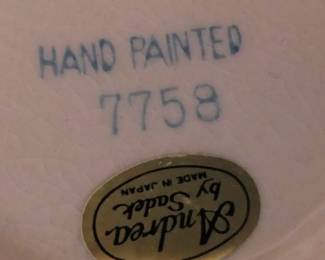 HAND PAINTED
7758
Andrea
by Sadek
MADE IN JAPAN